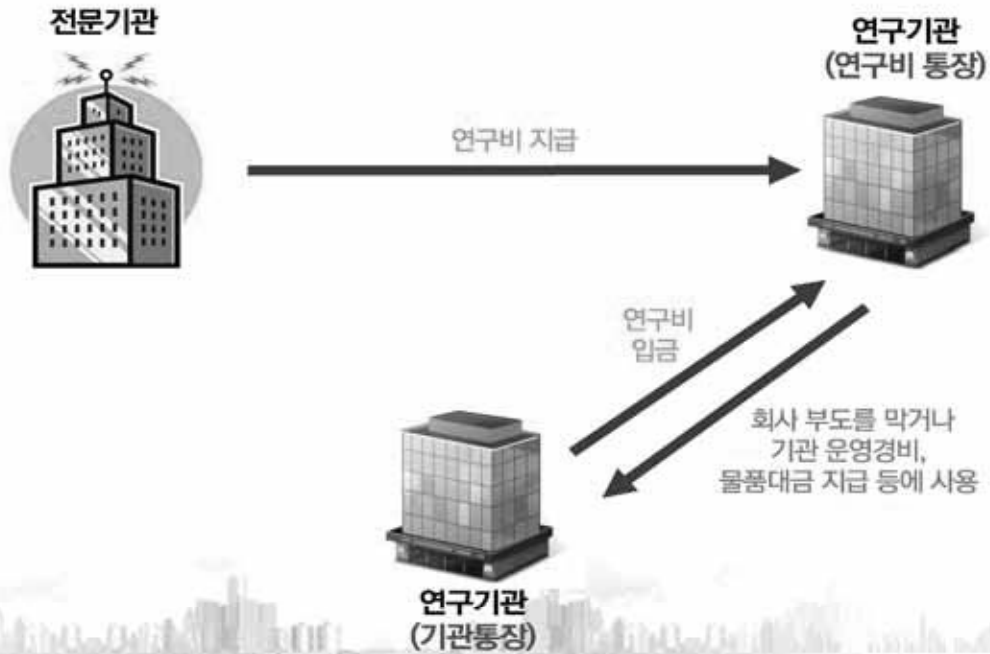 전문기관
연구기관
(연구비 통장)
연구비 지급
연구비
입금
회사 부도를 막거나
기관 운영경비,
물품대금 지급 등에 사용
연구기관
(기관통장)